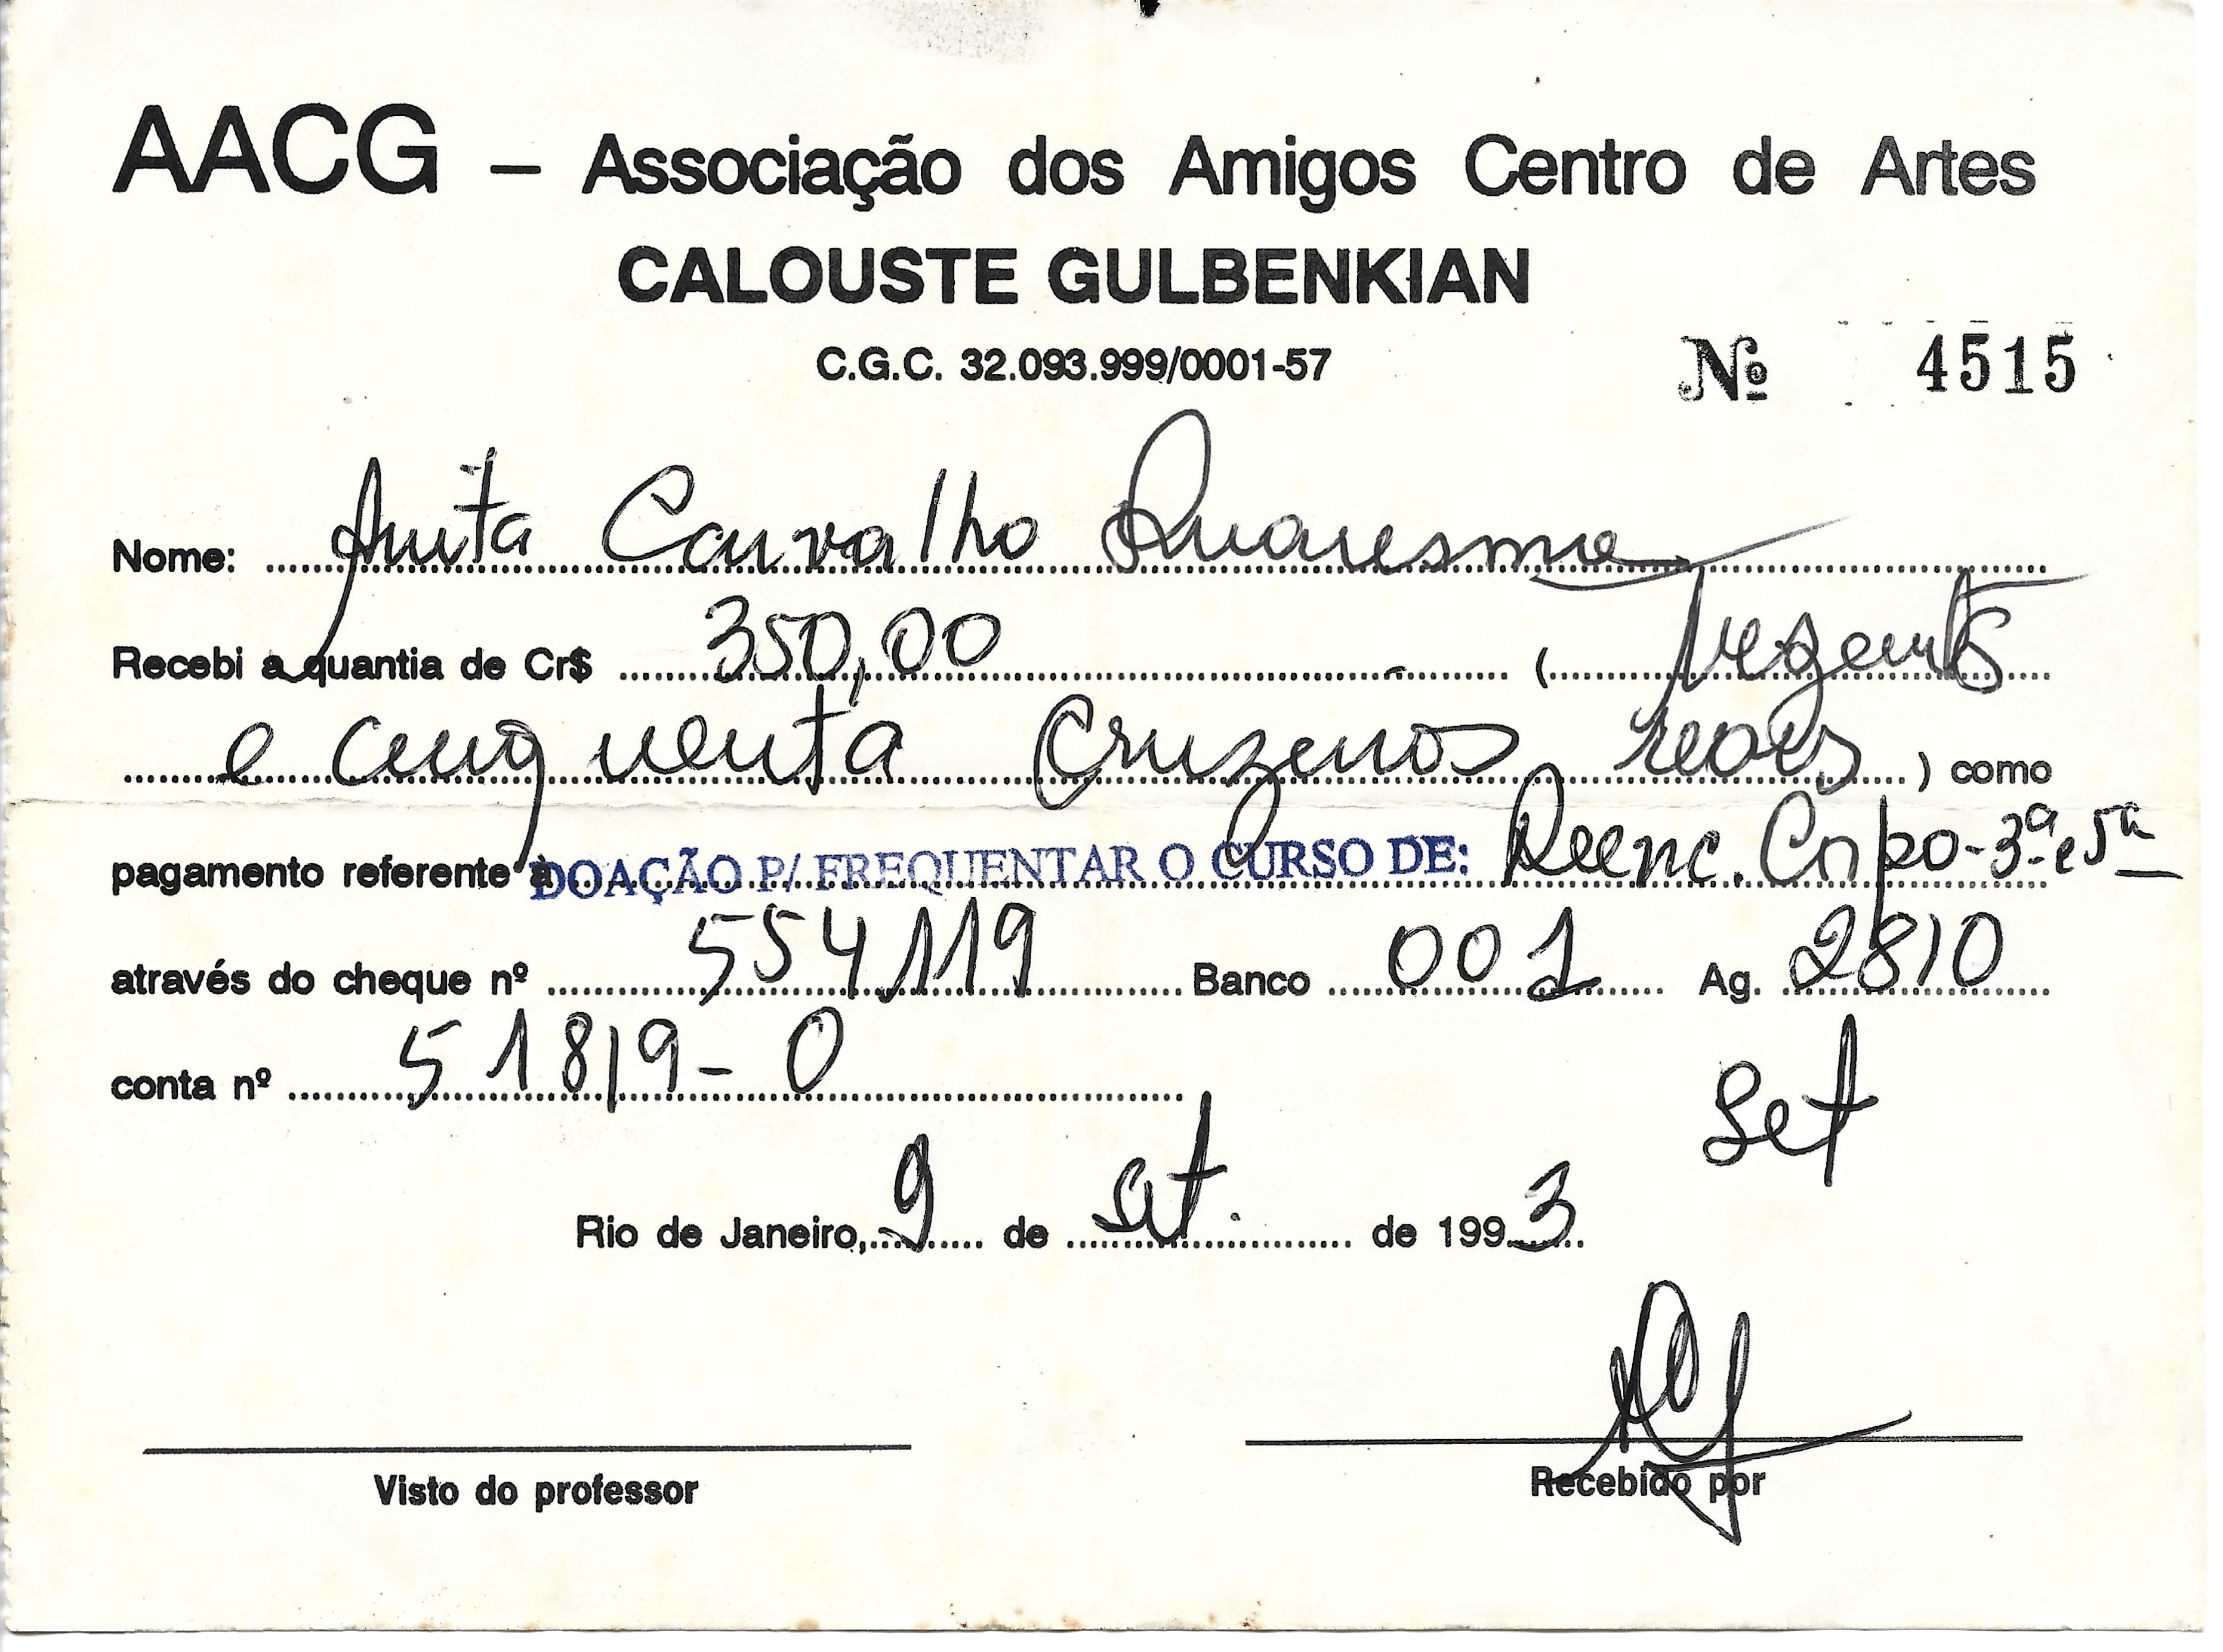 AACG – Associação dos Amigos Centro de Artes
CALOUSTE GULBENKIAN
C.G.C. 32.093.999/0001-57
Nº 4515
Nome: Anita Carvalho Quaresma
Recebi a quantia de Cr$ 350,00 - ( Trezentos
e cinquenta Cruzeiros reais ) como
pagamento referente à DOAÇÃO P/ FREQUENTAR O CURSO DE: Reenc. Corpo - 3ª e 5ª
através do cheque nº 554119 Banco 001 Ag. 2810
conta nº 51819-0
Set
Rio de Janeiro, 9 de set. de 1993
Visto do professor
Recebido por